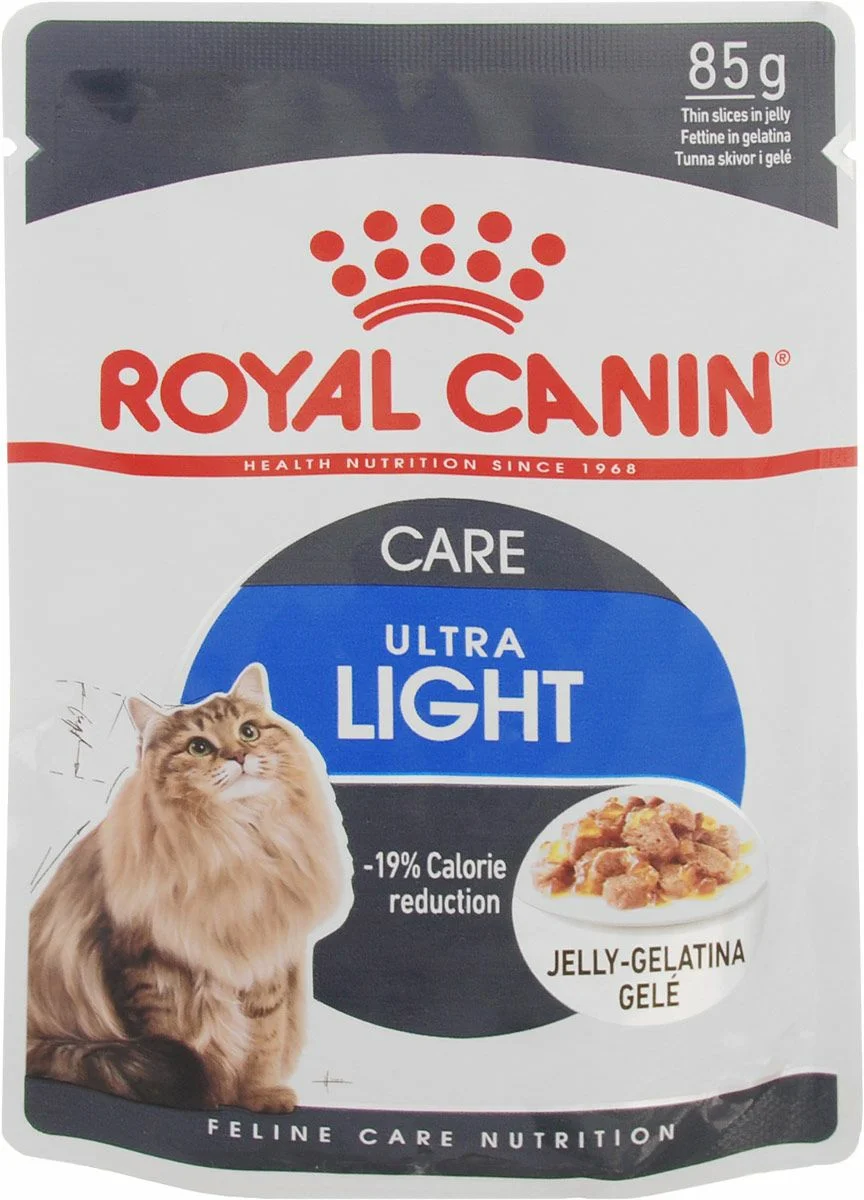 85g
Thin slices in jelly
Fettine in gelatina
Tunna skivor i gelé
ROYAL CANIN®
HEALTH NUTRITION SINCE 1968
CARE
ULTRA
LIGHT
-19% Calorie
reduction
JELLY-GELATINA
GELÉ
FELINE CARE NUTRITION